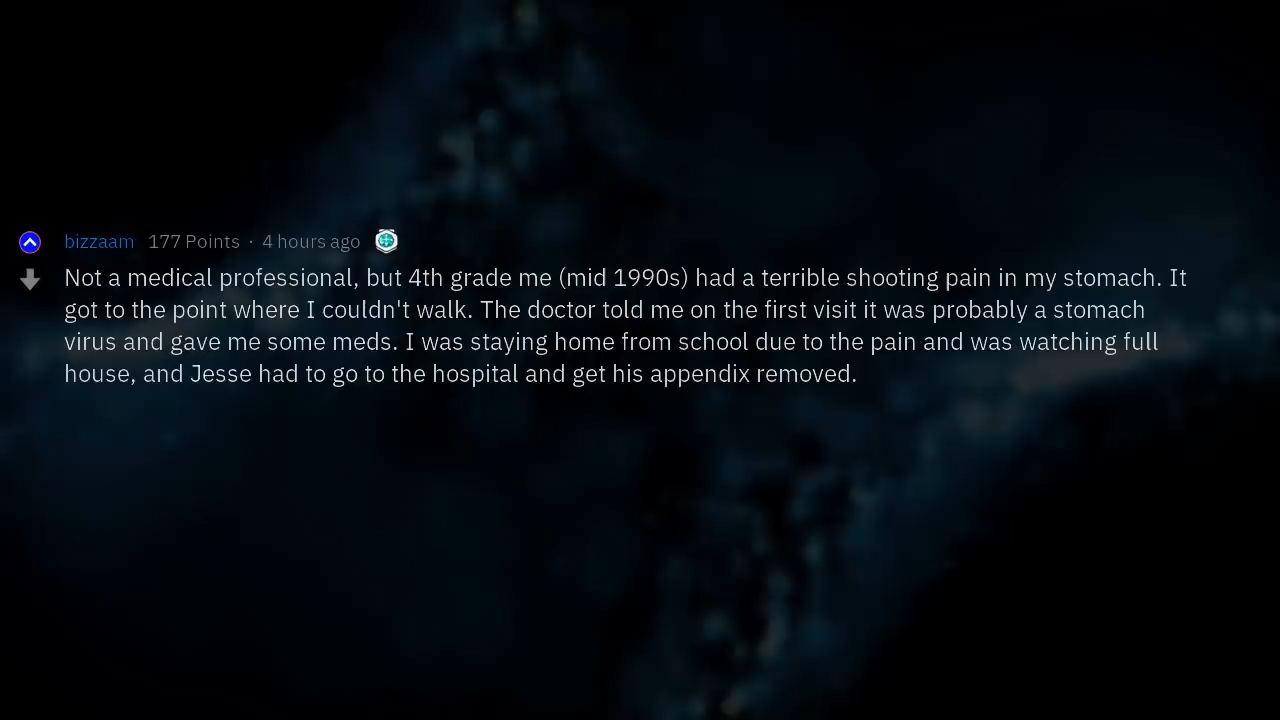 bizzaam 177 Points · 4 hours ago
Not a medical professional, but 4th grade me (mid 1990s) had a terrible shooting pain in my stomach. It
got to the point where I couldn't walk. The doctor told me on the first visit it was probably a stomach
virus and gave me some meds. I was staying home from school due to the pain and was watching full
house, and Jesse had to go to the hospital and get his appendix removed.